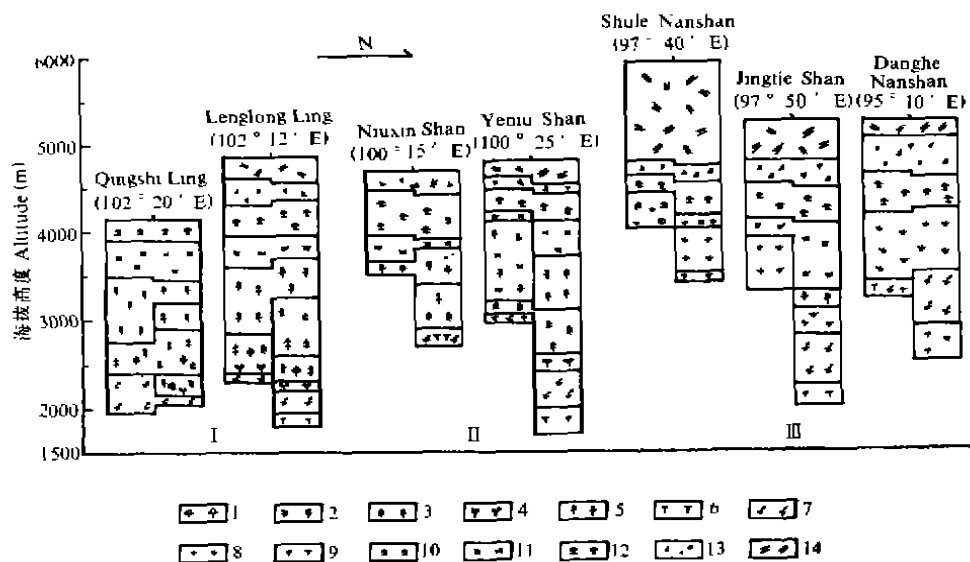 Shule Nanshan
(97° 40′ E)
N
6000
Jingtie Shan
(97° 50′ E)
Danghe
Nanshan
(95° 10′ E)
Lenglong Ling
(102° 12′ E)
Niuxin Shan
(100° 15′ E)
Yeniu Shan
(100° 25′ E)
5000
Qingshi Ling
(102° 20′ E)
4000
海拔高度 Altitude (m)
3000
2000
1500
I
II
III
1 2 3 4 5 6 7
8 9 10 11 12 13 14